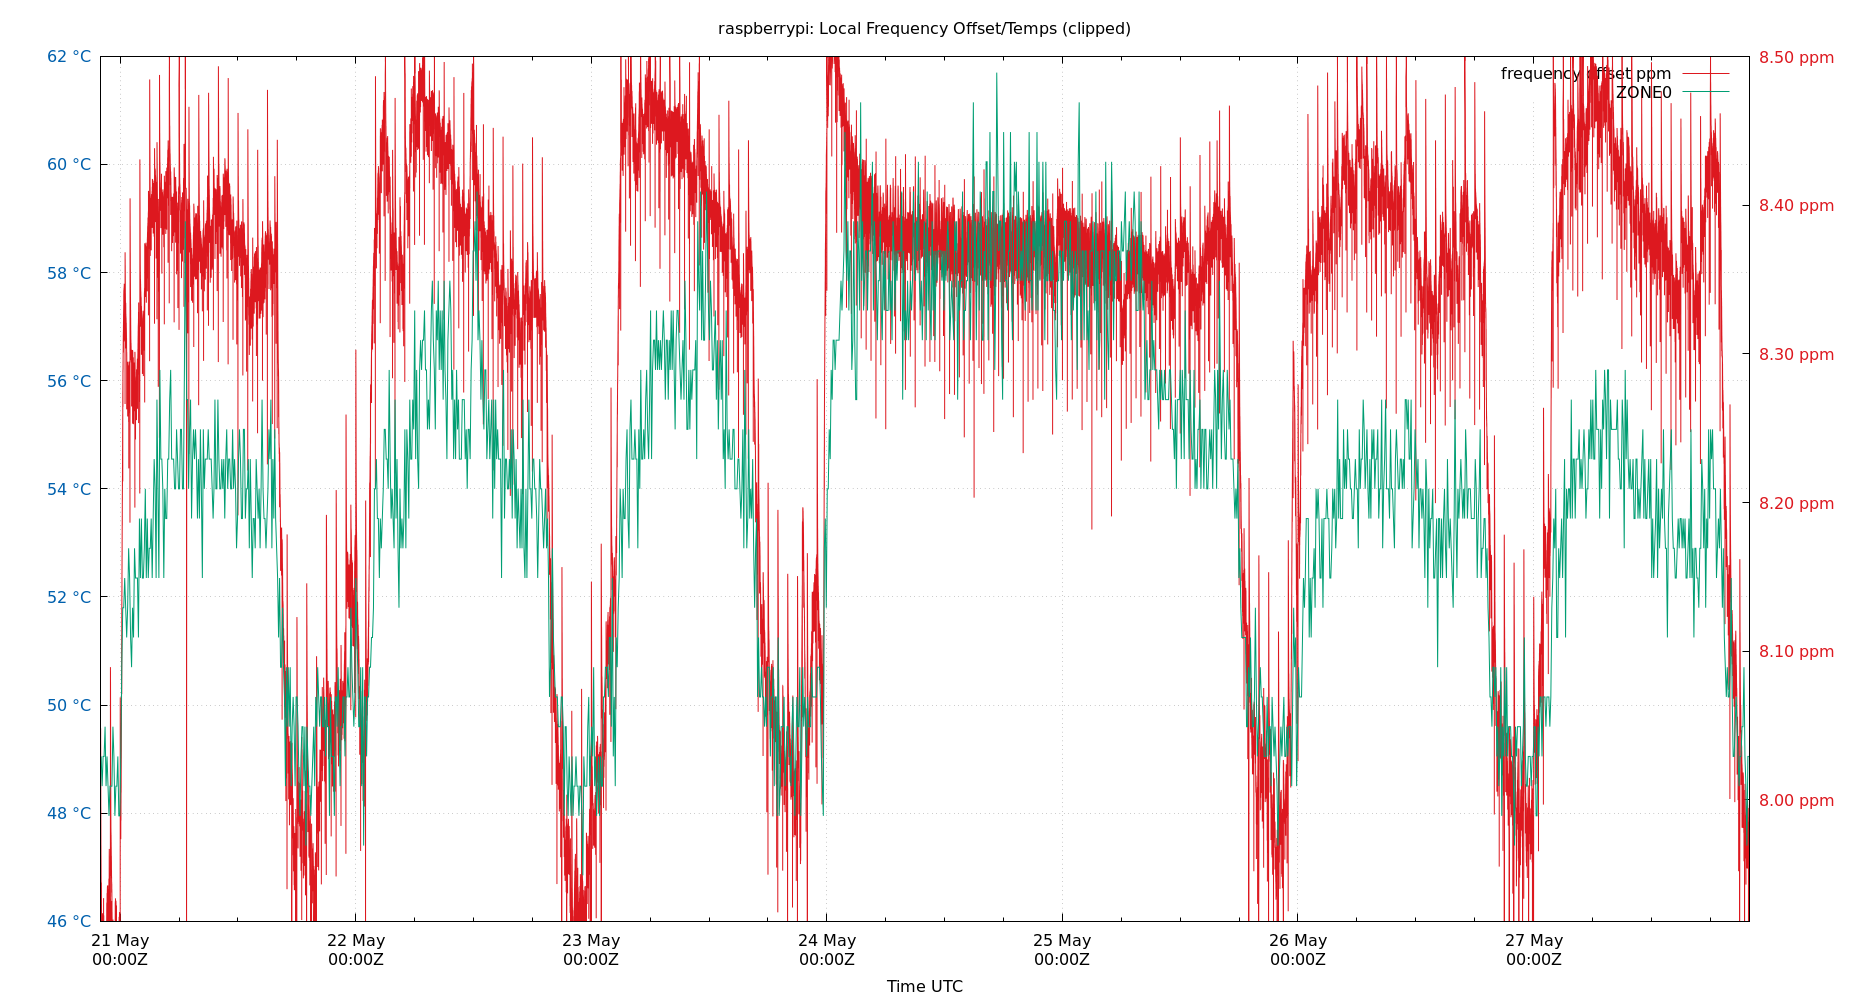 raspberrypi: Local Frequency Offset/Temps (clipped)
62 °C
60 °C
58 °C
56 °C
54 °C
52 °C
50 °C
48 °C
46 °C
8.50 ppm
8.40 ppm
8.30 ppm
8.20 ppm
8.10 ppm
8.00 ppm
frequency offset ppm
ZONE0
21 May
00:00Z
22 May
00:00Z
23 May
00:00Z
24 May
00:00Z
25 May
00:00Z
26 May
00:00Z
27 May
00:00Z
Time UTC